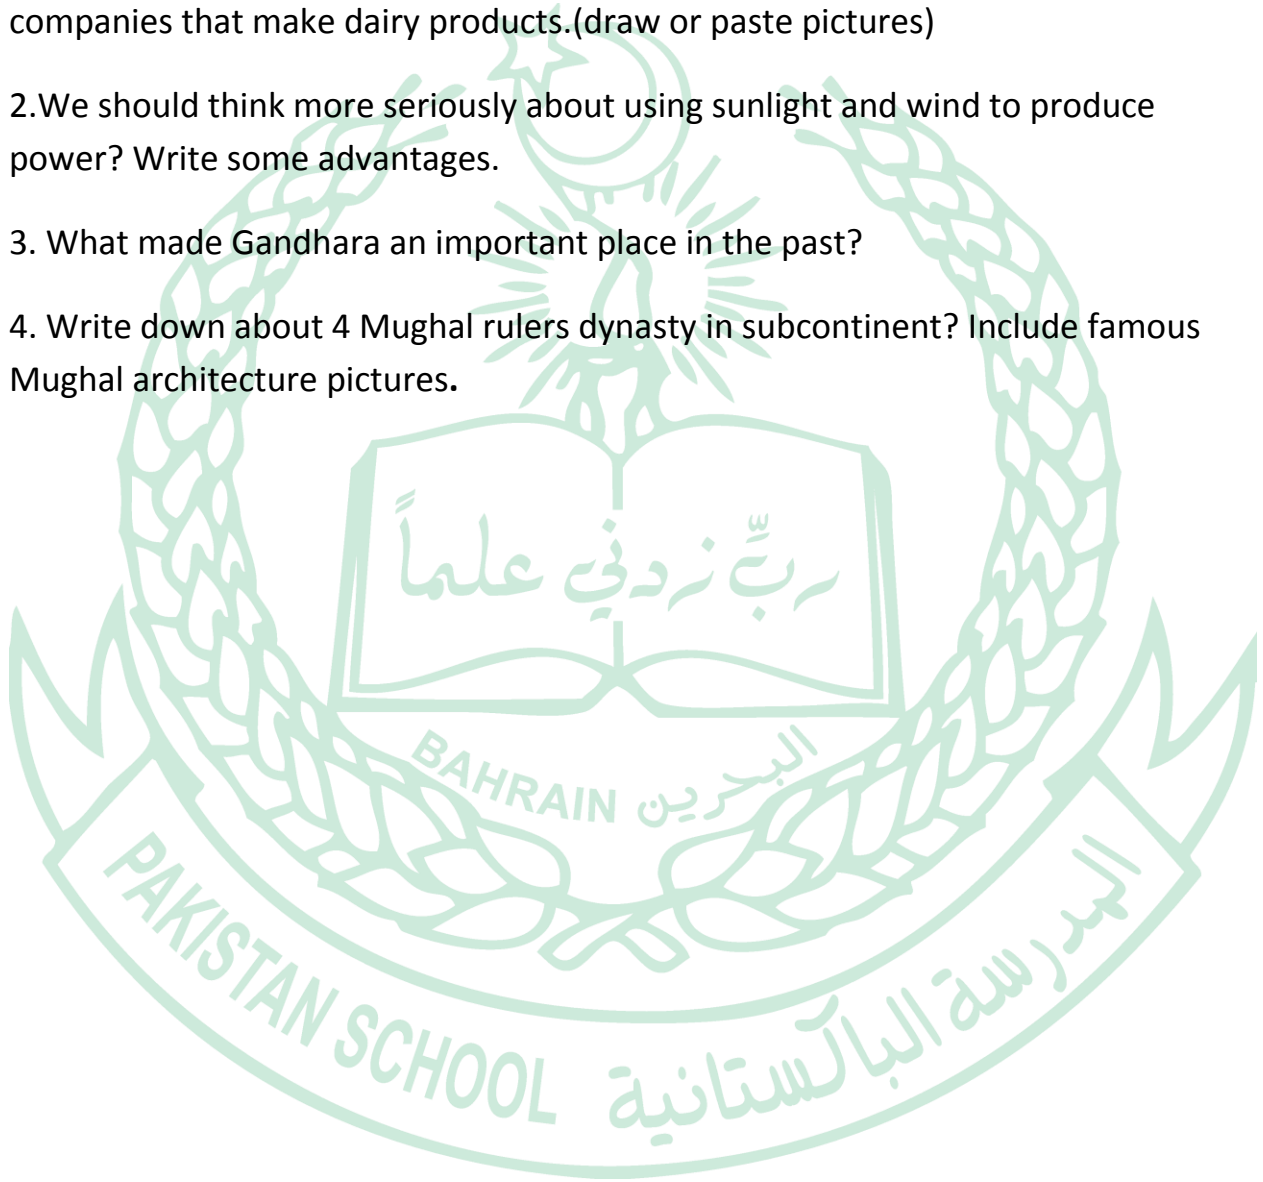 companies that make dairy products.(draw or paste pictures)
2.We should think more seriously about using sunlight and wind to produce
power? Write some advantages.
3. What made Gandhara an important place in the past?
4. Write down about 4 Mughal rulers dynasty in subcontinent? Include famous
Mughal architecture pictures.
ربِّ زدني علماً
BAHRAIN البحرين
PAKISTAN SCHOOL المدرسة الباكستانية